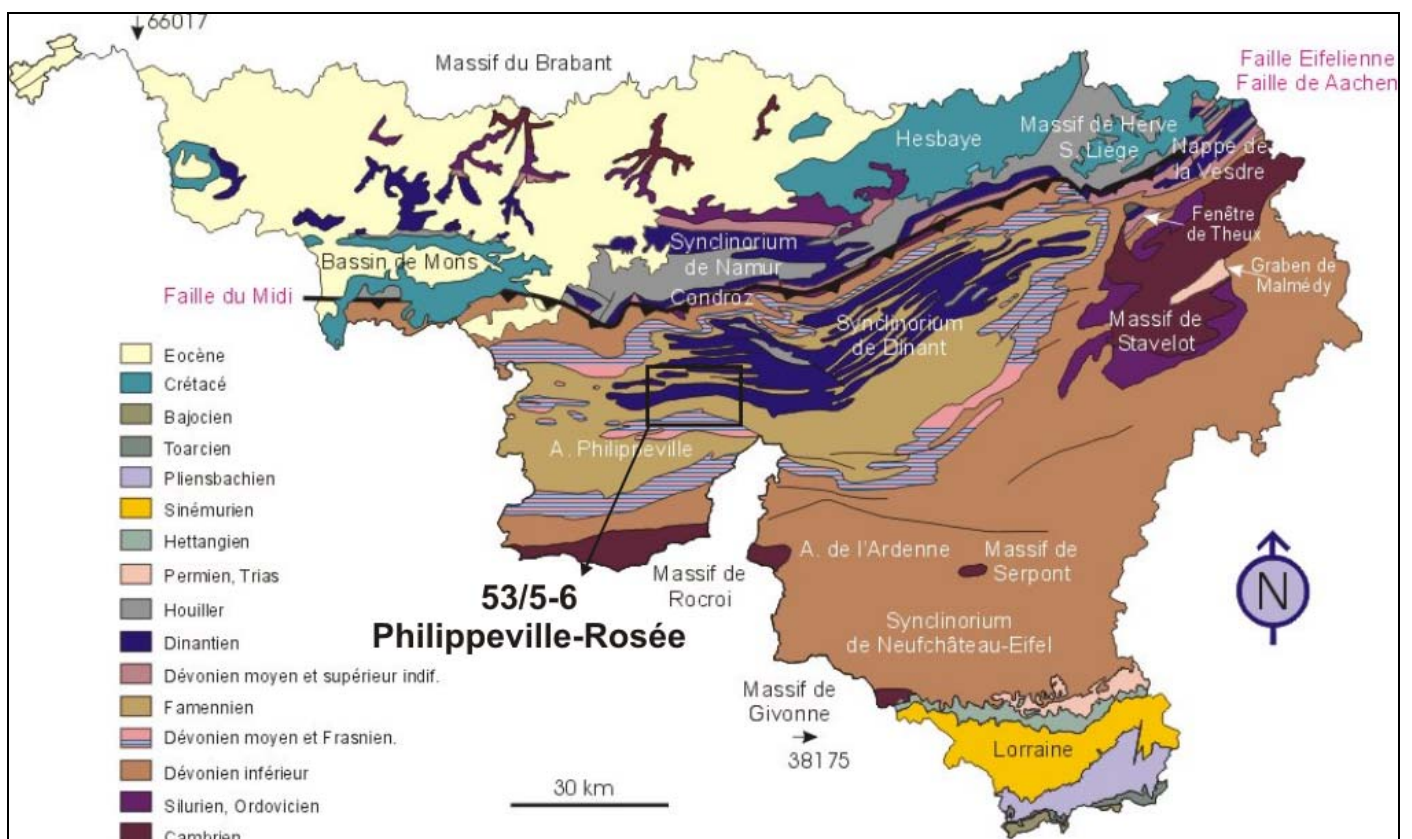 66017
Massif du Brabant
Faille Eifelienne
Faille de Aachen
Hesbaye
Massif de Herve
S. Liège
Nappe de
la Vesdre
Fenêtre
de Theux
Synclinorium
de Namur
Bassin de Mons
Graben de
Malmédy
Faille du Midi
Condroz
Massif de
Stavelot
Synclinorium
de Dinant
A. Philippeville
A. de l'Ardenne
Massif de
Serpont
Massif de
Rocroi
53/5-6
Philippeville-Rosée
Synclinorium
de Neufchâteau-Eifel
Massif de
Givonne
38175
Lorraine
30 km
N
Eocène
Crétacé
Bajocien
Toarcien
Pliensbachien
Sinémurien
Hettangien
Permien, Trias
Houiller
Dinantien
Dévonien moyen et supérieur indif.
Famennien
Dévonien moyen et Frasnien.
Dévonien inférieur
Silurien, Ordovicien
Cambrien